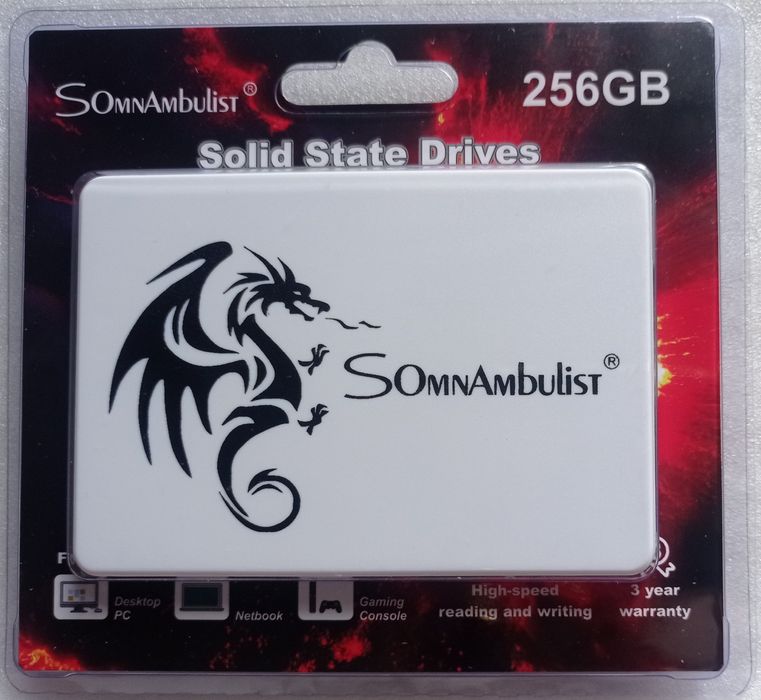 SOmnAmbulist®
256GB
Solid State Drives
SOmnAmbulist®
Desktop
PC
Netbook
Gaming
Console
High-speed
reading and writing
3 year
warranty